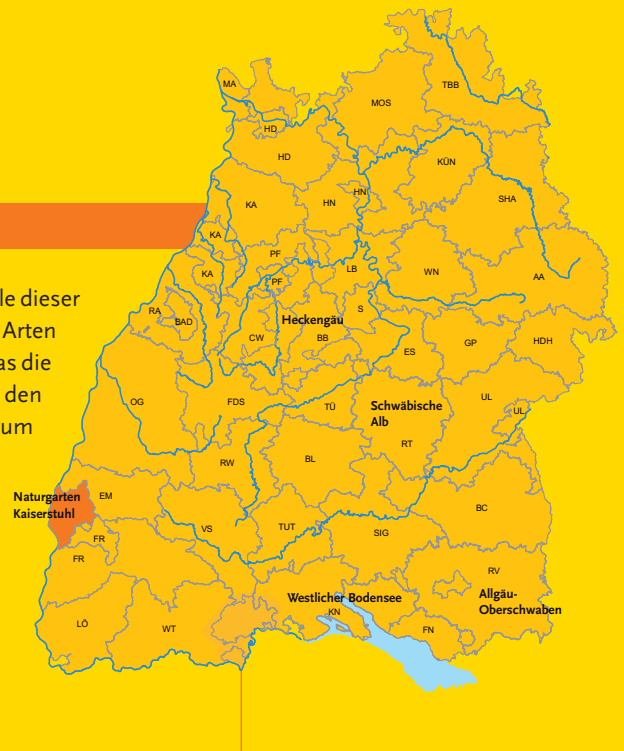 le dieser
Arten
as die
den
um
MA
TBB
MOS
HD
HD
KÜN
HN
HN
SHA
KA
KA
PF
KA
PF
LB
WN
AA
RA
BAD
Heckengäu
S
CW
BB
ES
GP
HDH
OG
FDS
TÜ
Schwäbische
Alb
UL
UL
RT
RW
BL
Naturgarten
Kaiserstuhl
EM
BC
FR
VS
TUT
SIG
FR
RV
Westlicher Bodensee
Allgäu-
Oberschwaben
KN
LÖ
WT
FN